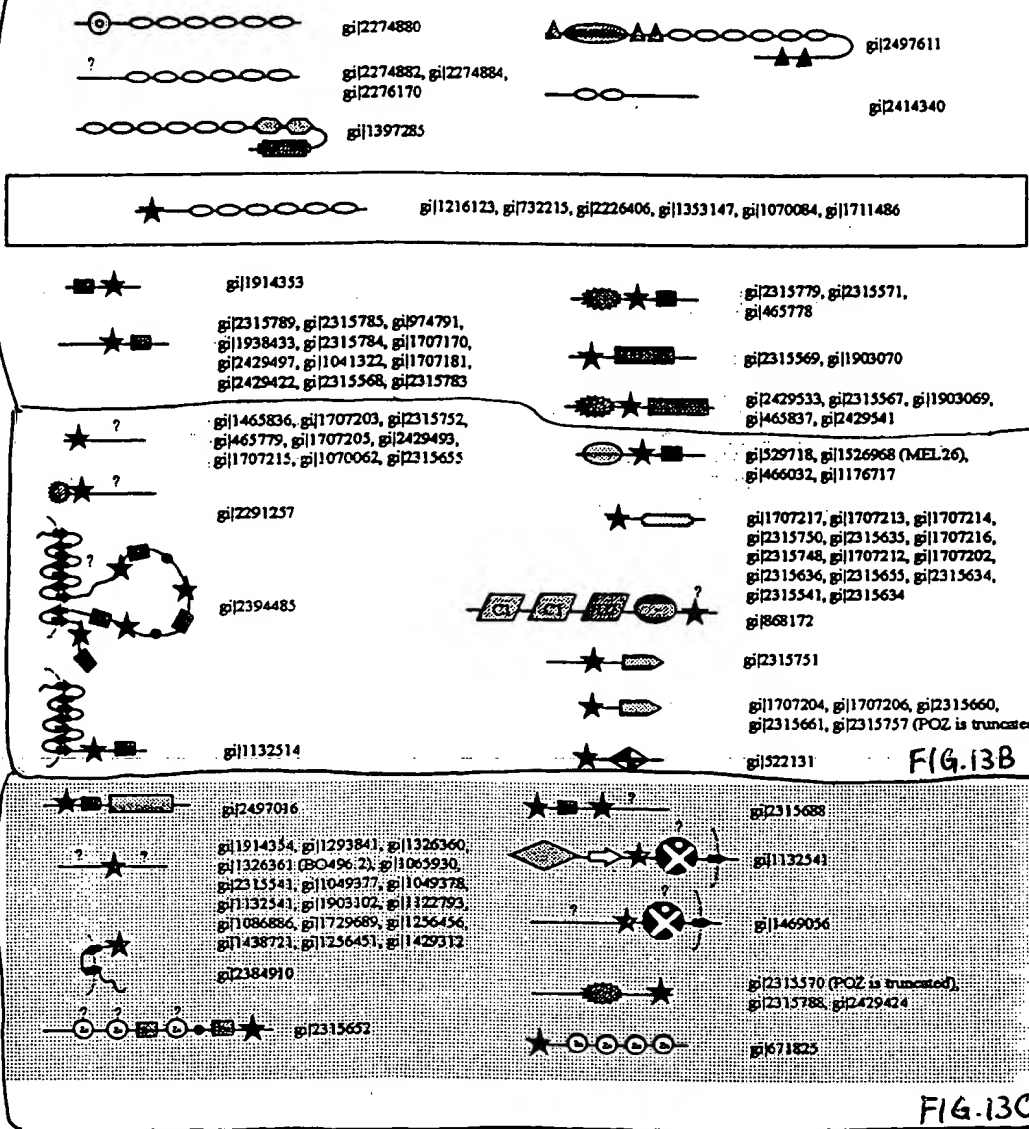 gi|2274880
gi|2497611
?
gi|2274882, gi|2274884,
gi|2276170
gi|2414340
gi|1397285
gi|1216123, gi|732215, gi|2226406, gi|1353147, gi|1070084, gi|1711486
gi|1914353
gi|2315789, gi|2315785, gi|974791,
gi|1938433, gi|2315784, gi|1707170,
gi|2429497, gi|1041322, gi|1707181,
gi|2429422, gi|2315568, gi|2315783
gi|2315779, gi|2315571,
gi|465778
gi|2315569, gi|1903070
gi|2429533, gi|2315567, gi|1903069,
gi|465837, gi|2429541
?
gi|1465836, gi|1707203, gi|2315752,
gi|465779, gi|1707205, gi|2429493,
gi|1707215, gi|1070062, gi|2315655
?
gi|2291257
?
gi|2394485
gi|1132514
gi|529718, gi|1526968 (MEL26),
gi|466032, gi|1176717
gi|1707217, gi|1707213, gi|1707214,
gi|2315750, gi|2315635, gi|1707216,
gi|2315748, gi|1707212, gi|1707202,
gi|2315636, gi|2315655, gi|2315634,
gi|2315541, gi|2315634
C1 C1 ?
gi|868172
gi|2315751
gi|1707204, gi|1707206, gi|2315660,
gi|2315661, gi|2315757 (POZ is truncated
gi|522131
FIG.13B
gi|2497016
? ?
gi|1914354, gi|1293841, gi|1326360,
gi|1326361 (BO496.2), gi|1065930,
gi|2315541, gi|1049377, gi|1049378,
gi|1132541, gi|1903102, gi|1122793,
gi|1086886, gi|1729689, gi|1256456,
gi|1438721, gi|1256451, gi|1429312
gi|2384910
? ? ?
gi|2315652
?
gi|2315688
?
gi|1132541
? ?
gi|1469056
gi|2315570 (POZ is truncated),
gi|2315788, gi|2429424
gi|671825
FIG.13C